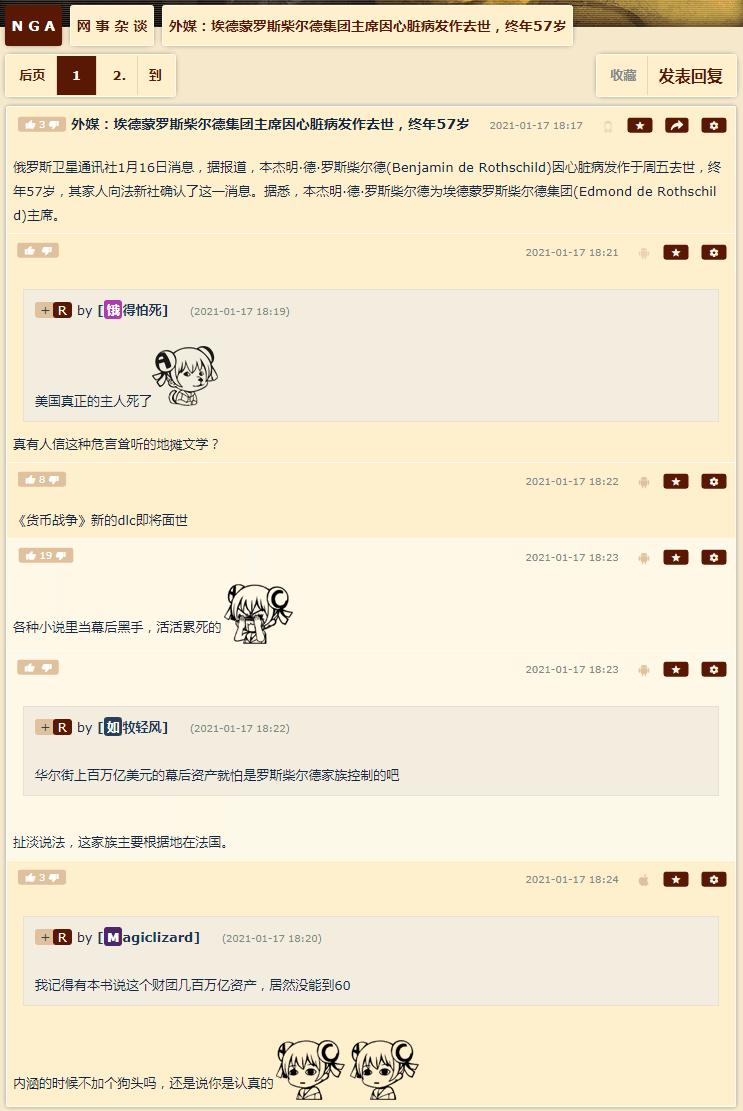 NGA 网事杂谈 外媒：埃德蒙罗斯柴尔德集团主席因心脏病发作去世，终年57岁
后页 1 2. 到 收藏 发表回复
3 外媒：埃德蒙罗斯柴尔德集团主席因心脏病发作去世，终年57岁 2021-01-17 18:17
俄罗斯卫星通讯社1月16日消息，据报道，本杰明·德·罗斯柴尔德(Benjamin de Rothschild)因心脏病发作于周五去世，终
年57岁，其家人向法新社确认了这一消息。据悉，本杰明·德·罗斯柴尔德为埃德蒙罗斯柴尔德集团(Edmond de Rothschil
d)主席。
2021-01-17 18:21
+ R by [饿得怕死] (2021-01-17 18:19)
美国真正的主人死了
真有人信这种危言耸听的地摊文学？
8 2021-01-17 18:22
《货币战争》新的dlc即将面世
19 2021-01-17 18:23
各种小说里当幕后黑手，活活累死的
2021-01-17 18:23
+ R by [如牧轻风] (2021-01-17 18:22)
华尔街上百万亿美元的幕后资产就怕是罗斯柴尔德家族控制的吧
扯淡说法，这家族主要根据地在法国。
3 2021-01-17 18:24
+ R by [Magiclizard] (2021-01-17 18:20)
我记得有本书说这个财团几百万亿资产，居然没能到60
内涵的时候不加个狗头吗，还是说你是认真的